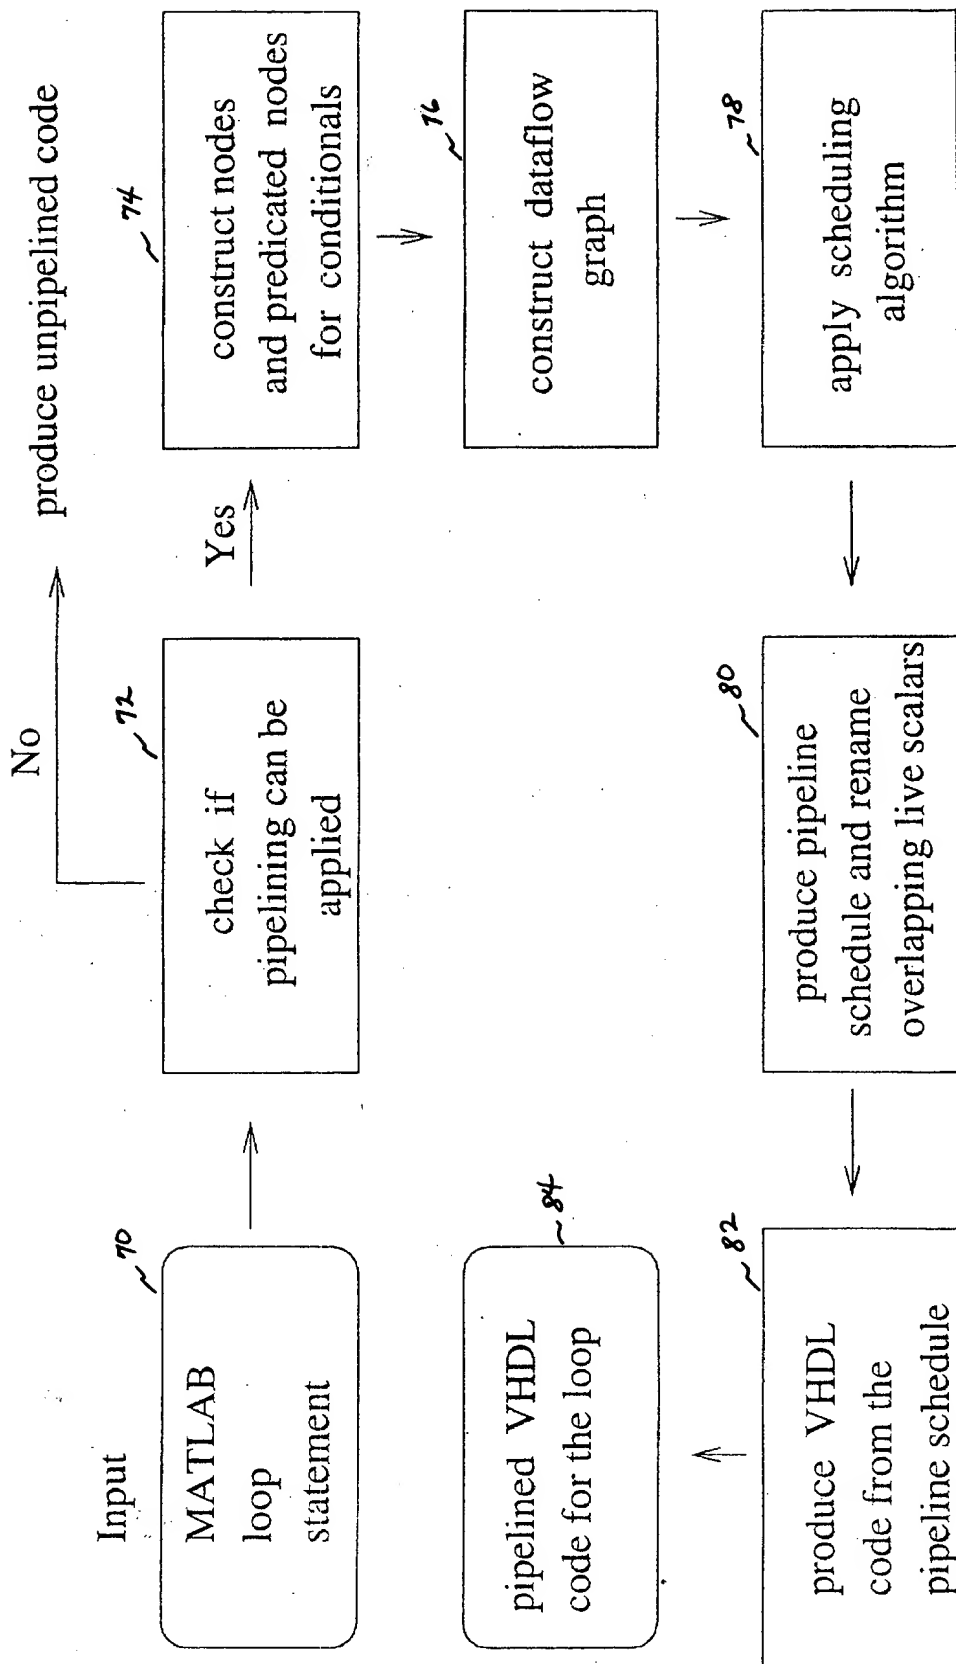 Input
70
MATLAB
loop
statement
72
check if
pipelining can be
applied
No
produce unpipelined code
Yes
74
construct nodes
and predicated nodes
for conditionals
76
construct dataflow
graph
78
apply scheduling
algorithm
80
produce pipeline
schedule and rename
overlapping live scalars
82
produce VHDL
code from the
pipeline schedule
84
pipelined VHDL
code for the loop